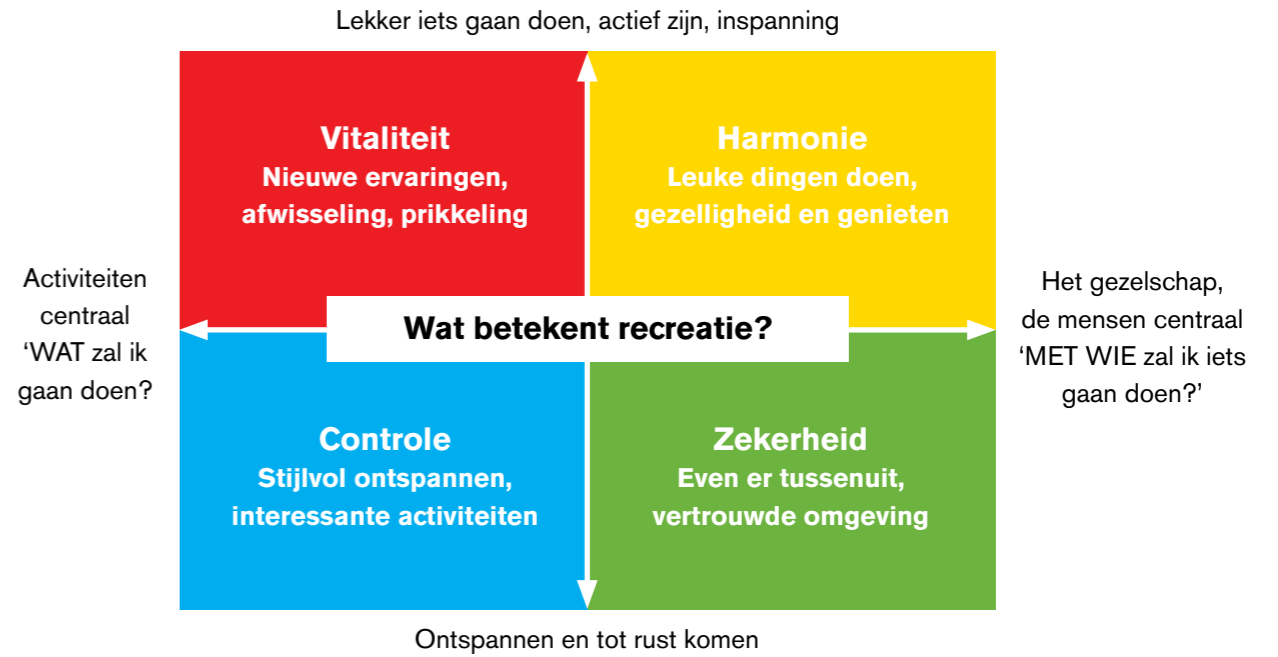 Lekker iets gaan doen, actief zijn, inspanning
Vitaliteit
Nieuwe ervaringen,
afwisseling, prikkeling
Harmonie
Leuke dingen doen,
gezelligheid en genieten
Activiteiten
centraal
‘WAT zal ik
gaan doen?
Wat betekent recreatie?
Het gezelschap,
de mensen centraal
‘MET WIE zal ik iets
gaan doen?’
Controle
Stijlvol ontspannen,
interessante activiteiten
Zekerheid
Even er tussenuit,
vertrouwde omgeving
Ontspannen en tot rust komen